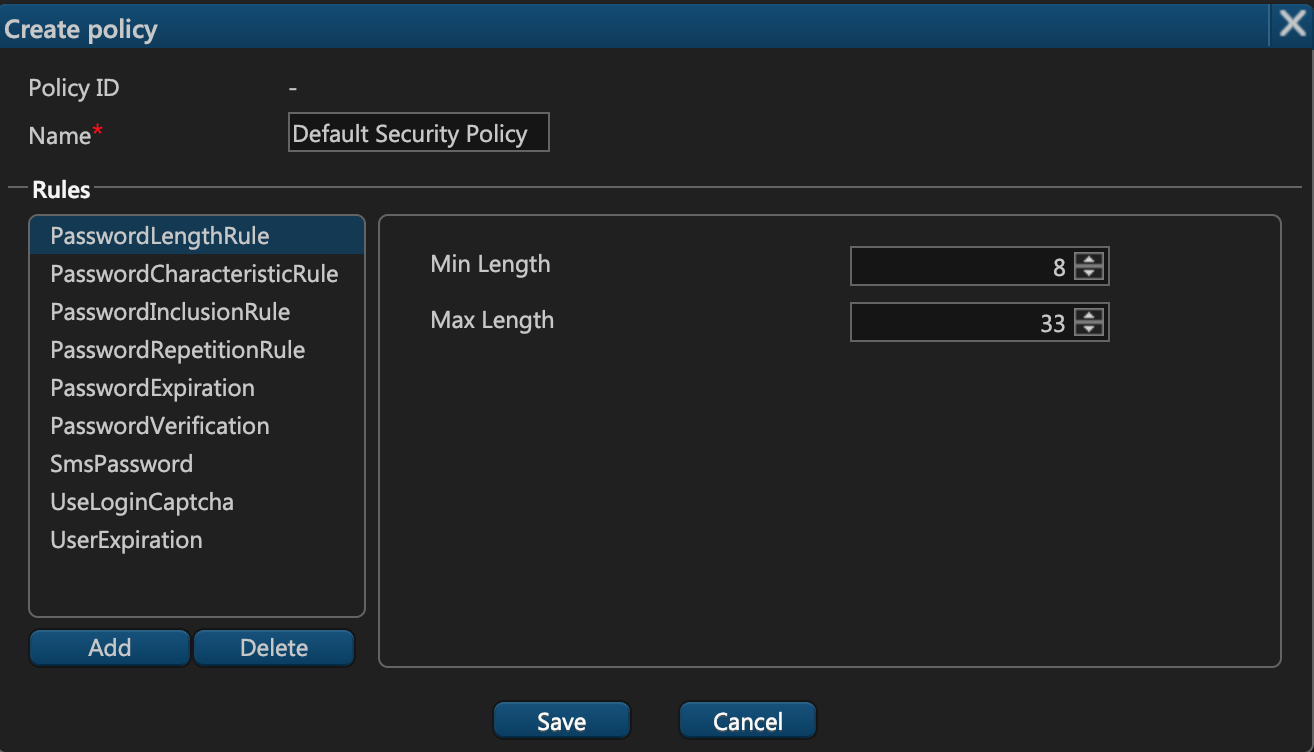 Create policy
Policy ID -
Name* Default Security Policy
Rules
PasswordLengthRule
PasswordCharacteristicRule
PasswordInclusionRule
PasswordRepetitionRule
PasswordExpiration
PasswordVerification
SmsPassword
UseLoginCaptcha
UserExpiration
Min Length 8
Max Length 33
Add Delete
Save Cancel